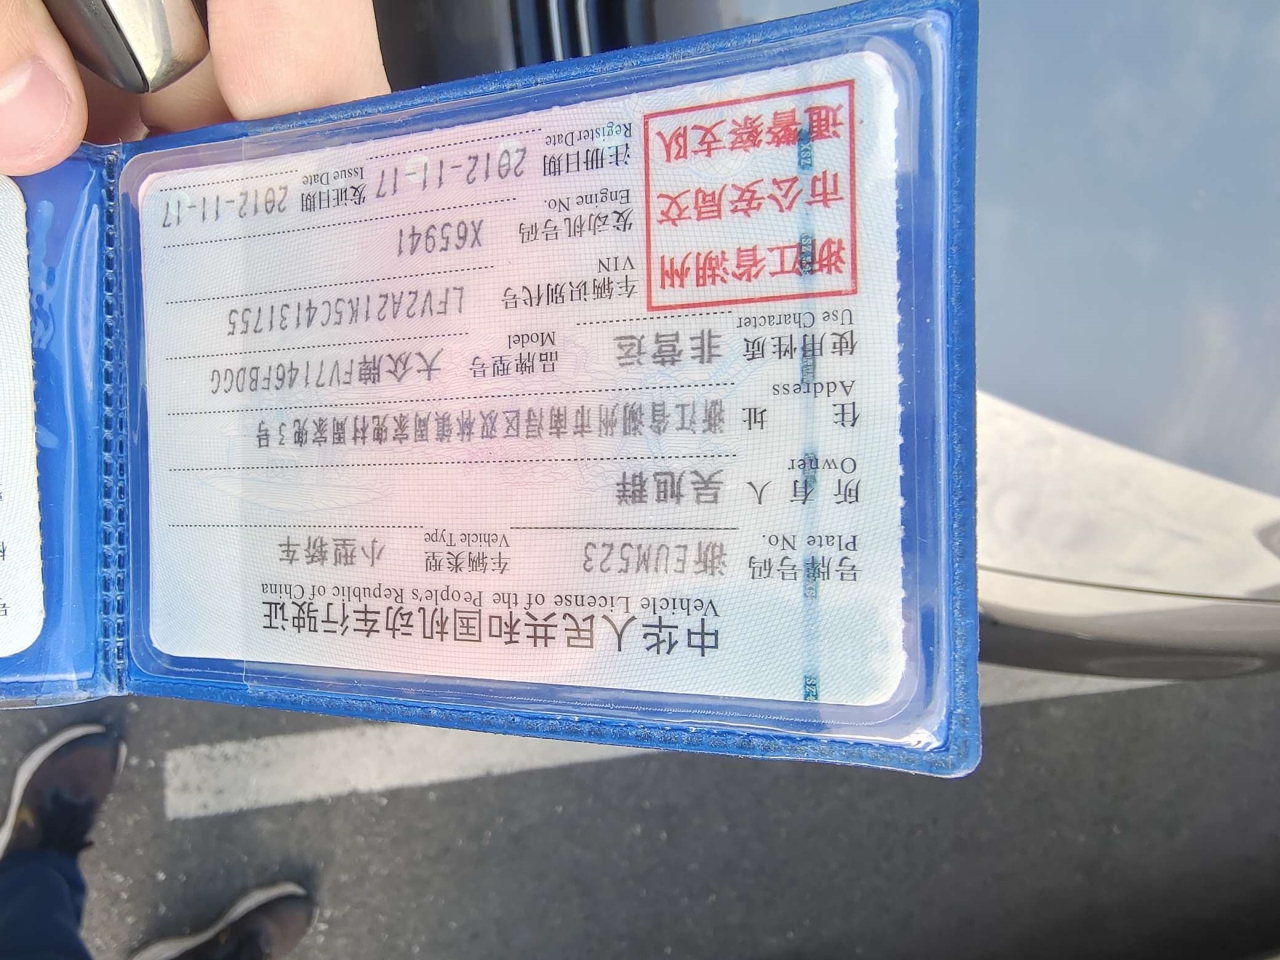 中华人民共和国机动车行驶证
Vehicle License of the People's Republic of China
号牌号码 浙EUM523 车辆类型 小型轿车
Plate No. Vehicle Type
所有人 吴旭群
Owner
住址 浙江省湖州市南浔区双林镇周家兜村周家兜3号
Address
使用性质 非营运 品牌型号 大众牌FV7146FBDGG
Use Character Model
浙江省湖州
市公安局交
通警察支队
车辆识别代号 LFV2A21K5C4131755
VIN
发动机号码 X65941
Engine No.
注册日期 2012-11-17 发证日期 2012-11-17
Register Date Issue Date